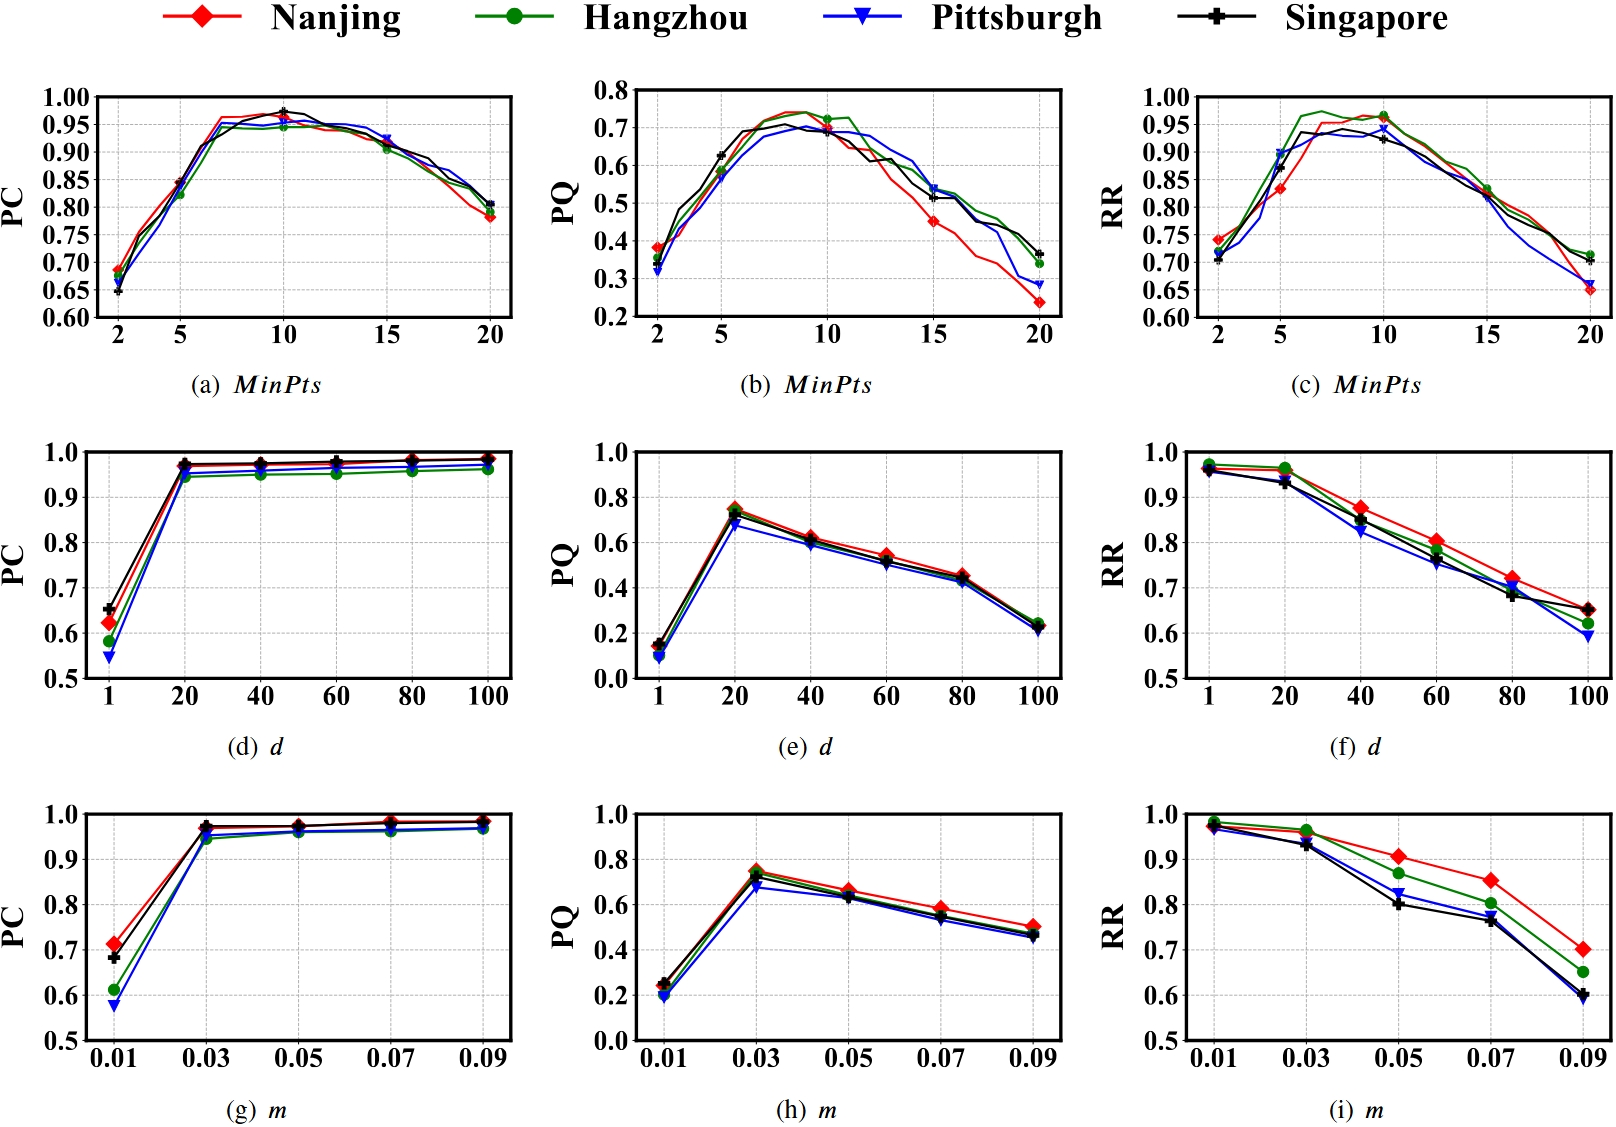 Nanjing Hangzhou Pittsburgh Singapore
PC
1.00
0.95
0.90
0.85
0.80
0.75
0.70
0.65
0.60
2 5 10 15 20
(a) MinPts
PQ
0.8
0.7
0.6
0.5
0.4
0.3
0.2
2 5 10 15 20
(b) MinPts
RR
1.00
0.95
0.90
0.85
0.80
0.75
0.70
0.65
0.60
2 5 10 15 20
(c) MinPts
PC
1.0
0.9
0.8
0.7
0.6
0.5
1 20 40 60 80 100
(d) d
PQ
1.0
0.8
0.6
0.4
0.2
0.0
1 20 40 60 80 100
(e) d
RR
1.0
0.9
0.8
0.7
0.6
0.5
1 20 40 60 80 100
(f) d
PC
1.0
0.9
0.8
0.7
0.6
0.5
0.01 0.03 0.05 0.07 0.09
(g) m
PQ
1.0
0.8
0.6
0.4
0.2
0.0
0.01 0.03 0.05 0.07 0.09
(h) m
RR
1.0
0.9
0.8
0.7
0.6
0.5
0.01 0.03 0.05 0.07 0.09
(i) m